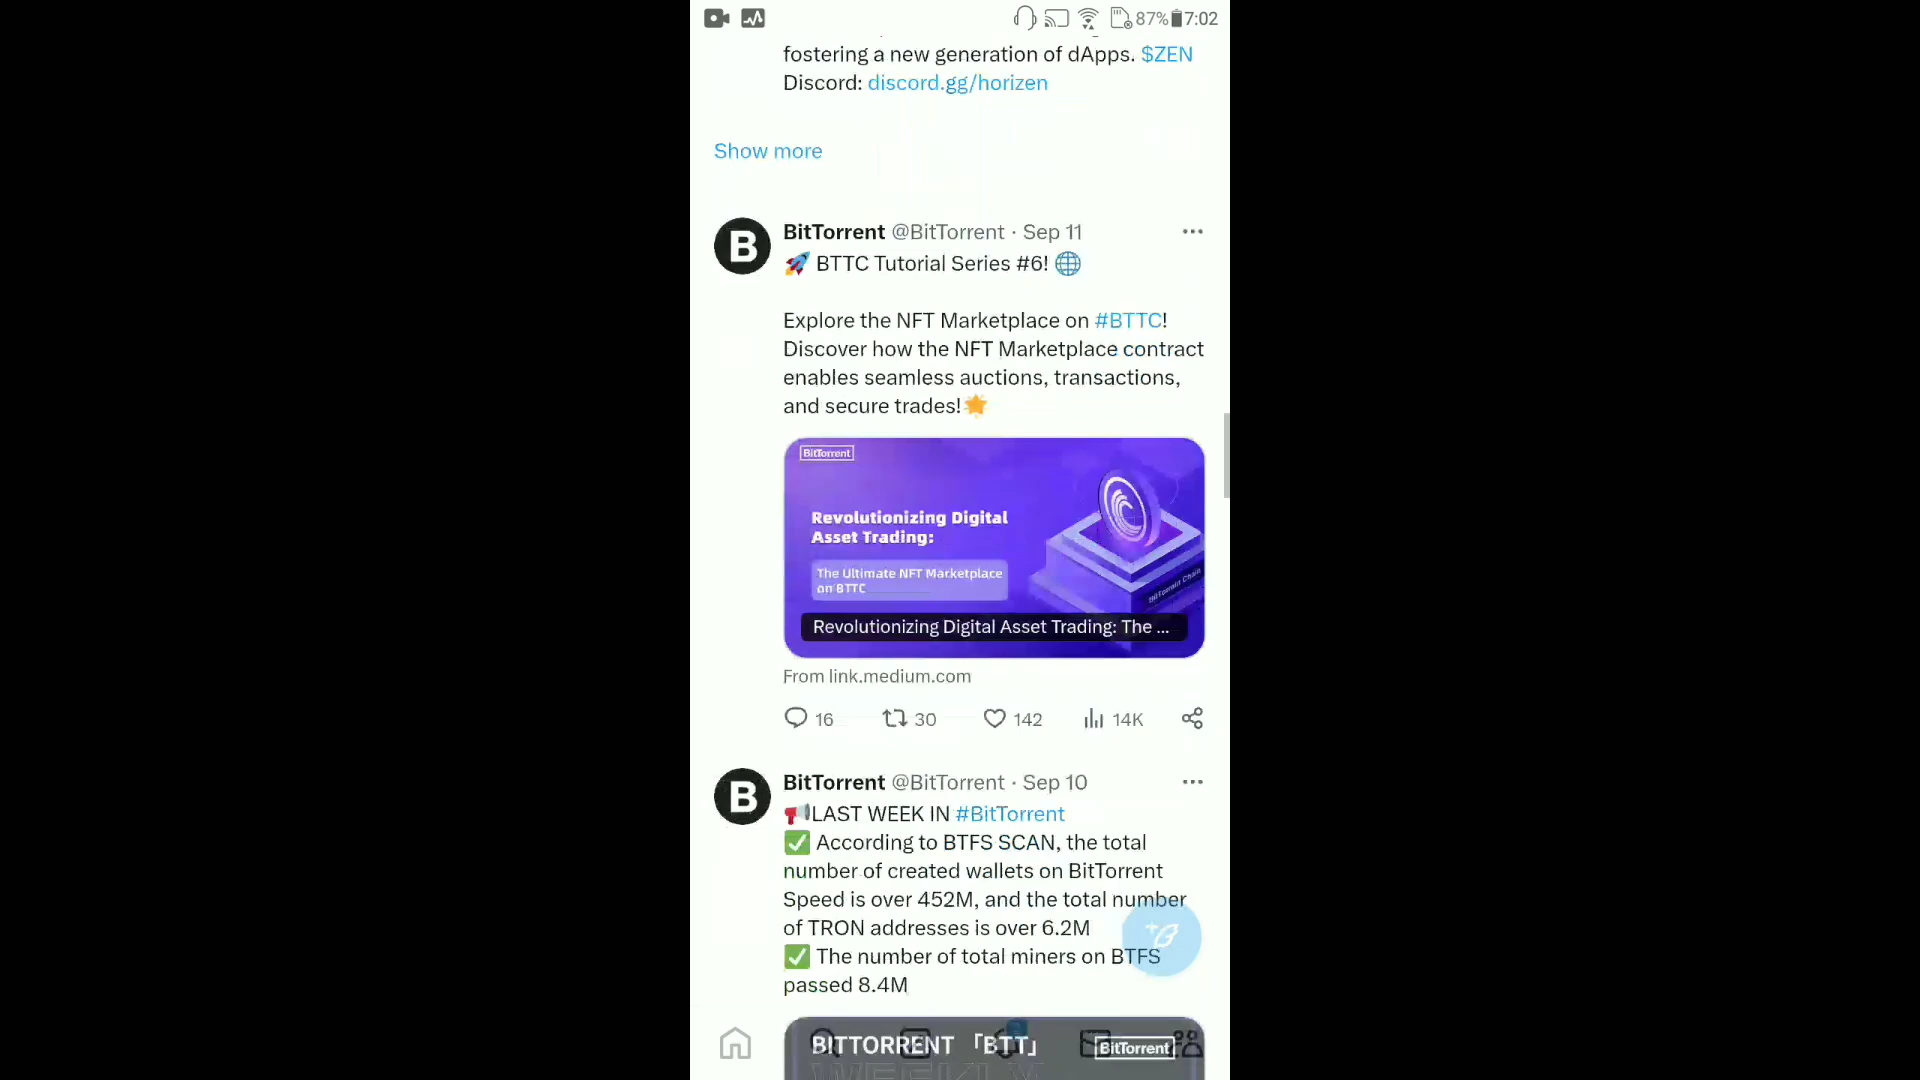 87% 7:02
fostering a new generation of dApps. $ZEN
Discord: discord.gg/horizen
Show more
BitTorrent @BitTorrent · Sep 11
🚀 BTTC Tutorial Series #6! 🌐
Explore the NFT Marketplace on #BTTC!
Discover how the NFT Marketplace contract
enables seamless auctions, transactions,
and secure trades!🌟
BitTorrent
Revolutionizing Digital
Asset Trading:
The Ultimate NFT Marketplace
on BTTC
BitTorrent Chain
Revolutionizing Digital Asset Trading: The ...
From link.medium.com
16 30 142 14K
BitTorrent @BitTorrent · Sep 10
📢LAST WEEK IN #BitTorrent
✅ According to BTFS SCAN, the total
number of created wallets on BitTorrent
Speed is over 452M, and the total number
of TRON addresses is over 6.2M
✅ The number of total miners on BTFS
passed 8.4M
BITTORRENT「BTT」
BitTorrent
WEEKLY